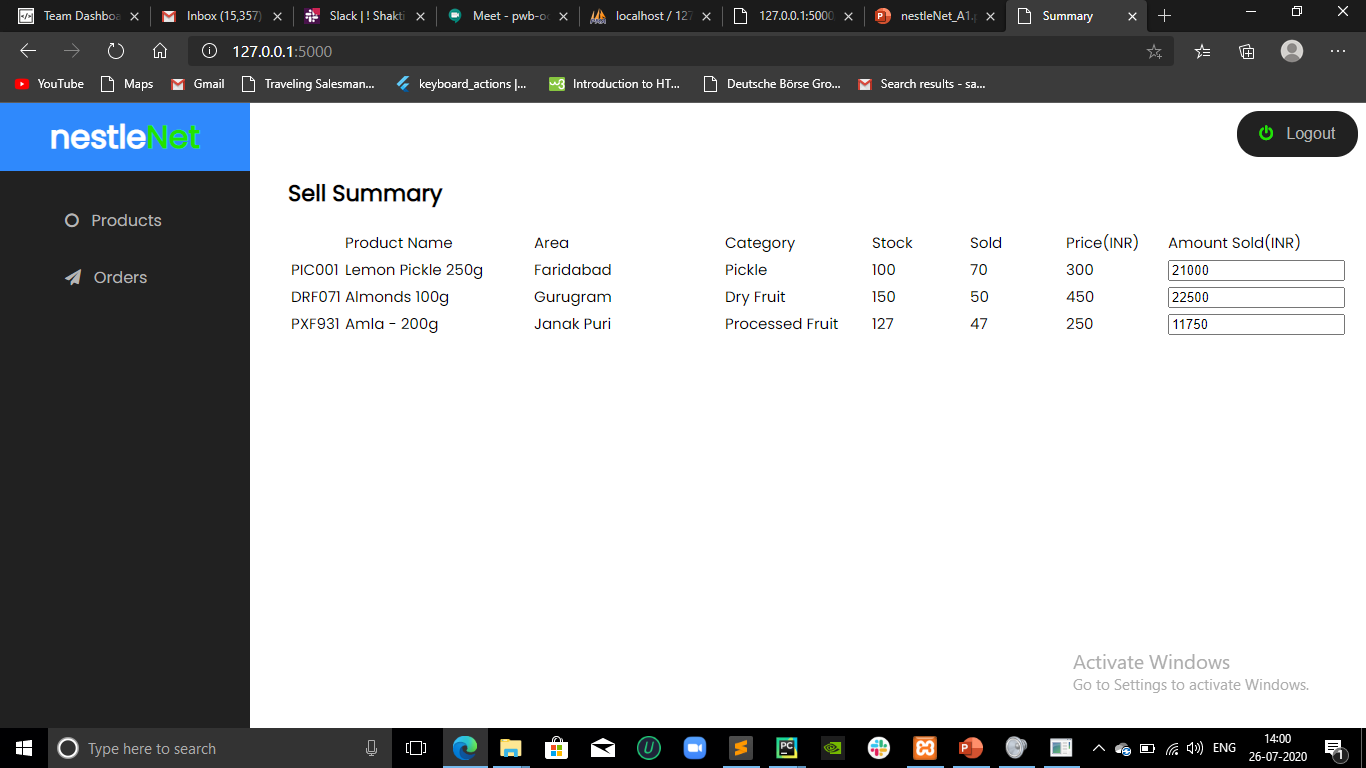 Team Dashboa Inbox (15,357) Slack | ! Shakti Meet - pwb-oc localhost / 127 127.0.0.1:5000 nestleNet_A1.p Summary
127.0.0.1:5000
YouTube Maps Gmail Traveling Salesman... keyboard_actions |... Introduction to HT... Deutsche Börse Gro... Search results - sa...
nestleNet
Logout
Products
Orders
Sell Summary
Product Name Area Category Stock Sold Price(INR) Amount Sold(INR)
PIC001 Lemon Pickle 250g Faridabad Pickle 100 70 300 21000
DRF071 Almonds 100g Gurugram Dry Fruit 150 50 450 22500
PXF931 Amla - 200g Janak Puri Processed Fruit 127 47 250 11750
Activate Windows
Go to Settings to activate Windows.
Type here to search
ENG
14:00
26-07-2020
1